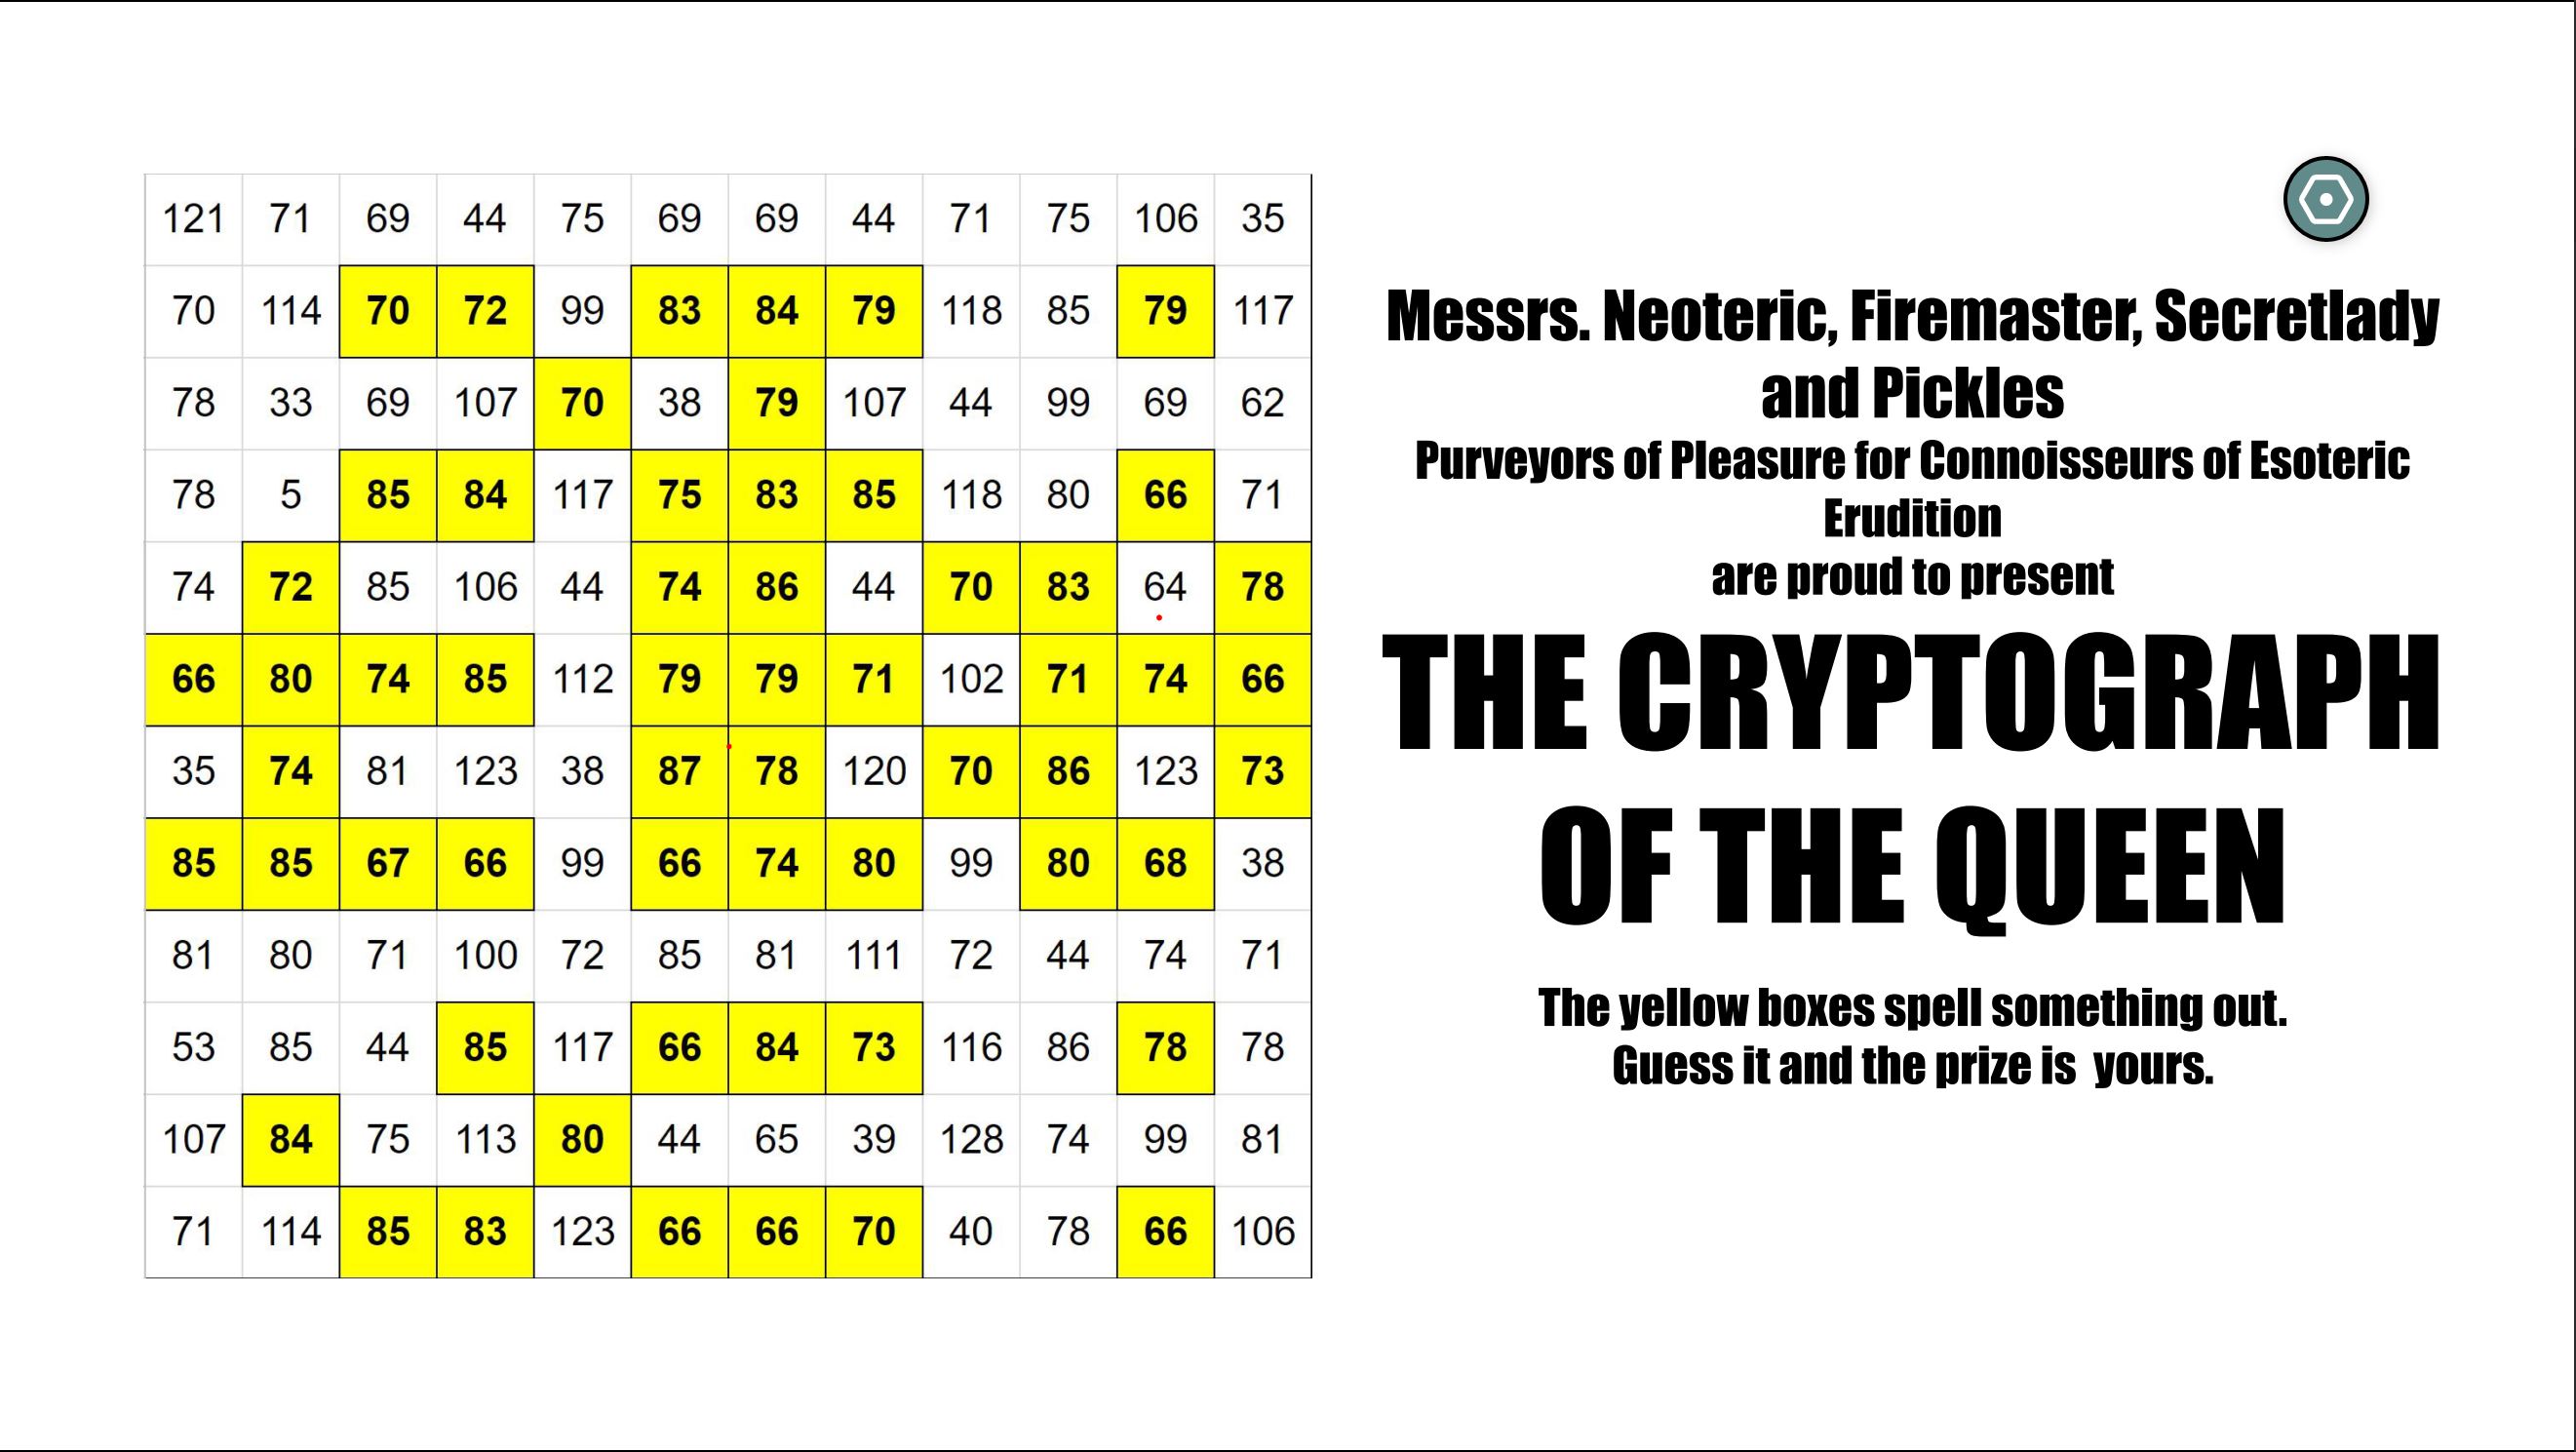 121 71 69 44 75 69 69 44 71 75 106 35
70 114 70 72 99 83 84 79 118 85 79 117
78 33 69 107 70 38 79 107 44 99 69 62
78 5 85 84 117 75 83 85 118 80 66 71
74 72 85 106 44 74 86 44 70 83 64 78
66 80 74 85 112 79 79 71 102 71 74 66
35 74 81 123 38 87 78 120 70 86 123 73
85 85 67 66 99 66 74 80 99 80 68 38
81 80 71 100 72 85 81 111 72 44 74 71
53 85 44 85 117 66 84 73 116 86 78 78
107 84 75 113 80 44 65 39 128 74 99 81
71 114 85 83 123 66 66 70 40 78 66 106
Messrs. Neoteric, Firemaster, Secretlady
and Pickles
Purveyors of Pleasure for Connoisseurs of Esoteric
Erudition
are proud to present
THE CRYPTOGRAPH
OF THE QUEEN
The yellow boxes spell something out.
Guess it and the prize is  yours.